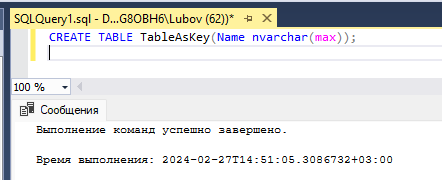 SQLQuery1.sql - D...G8OBH6\Lubov (62))*
CREATE TABLE TableAsKey(Name nvarchar(max));
100 %
Сообщения
Выполнение команд успешно завершено.
Время выполнения: 2024-02-27T14:51:05.3086732+03:00